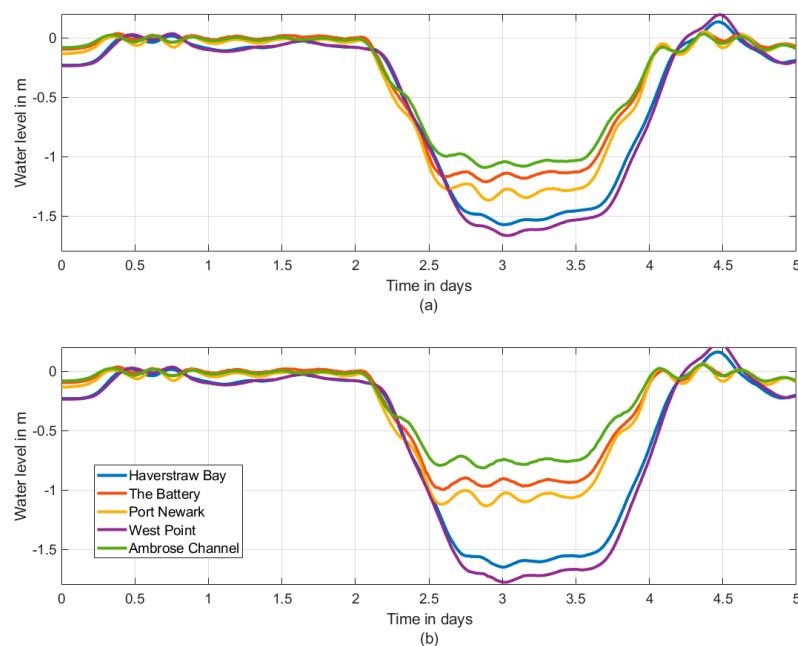 0
-0.5
-1
-1.5
Water level in m
0 0.5 1 1.5 2 2.5 3 3.5 4 4.5 5
Time in days
(a)
0
-0.5
-1
-1.5
Water level in m
Haverstraw Bay
The Battery
Port Newark
West Point
Ambrose Channel
0 0.5 1 1.5 2 2.5 3 3.5 4 4.5 5
Time in days
(b)